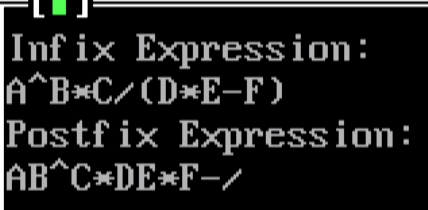 Infix Expression:
A^B*C/(D*E-F)
Postfix Expression:
AB^C*DE*F-/